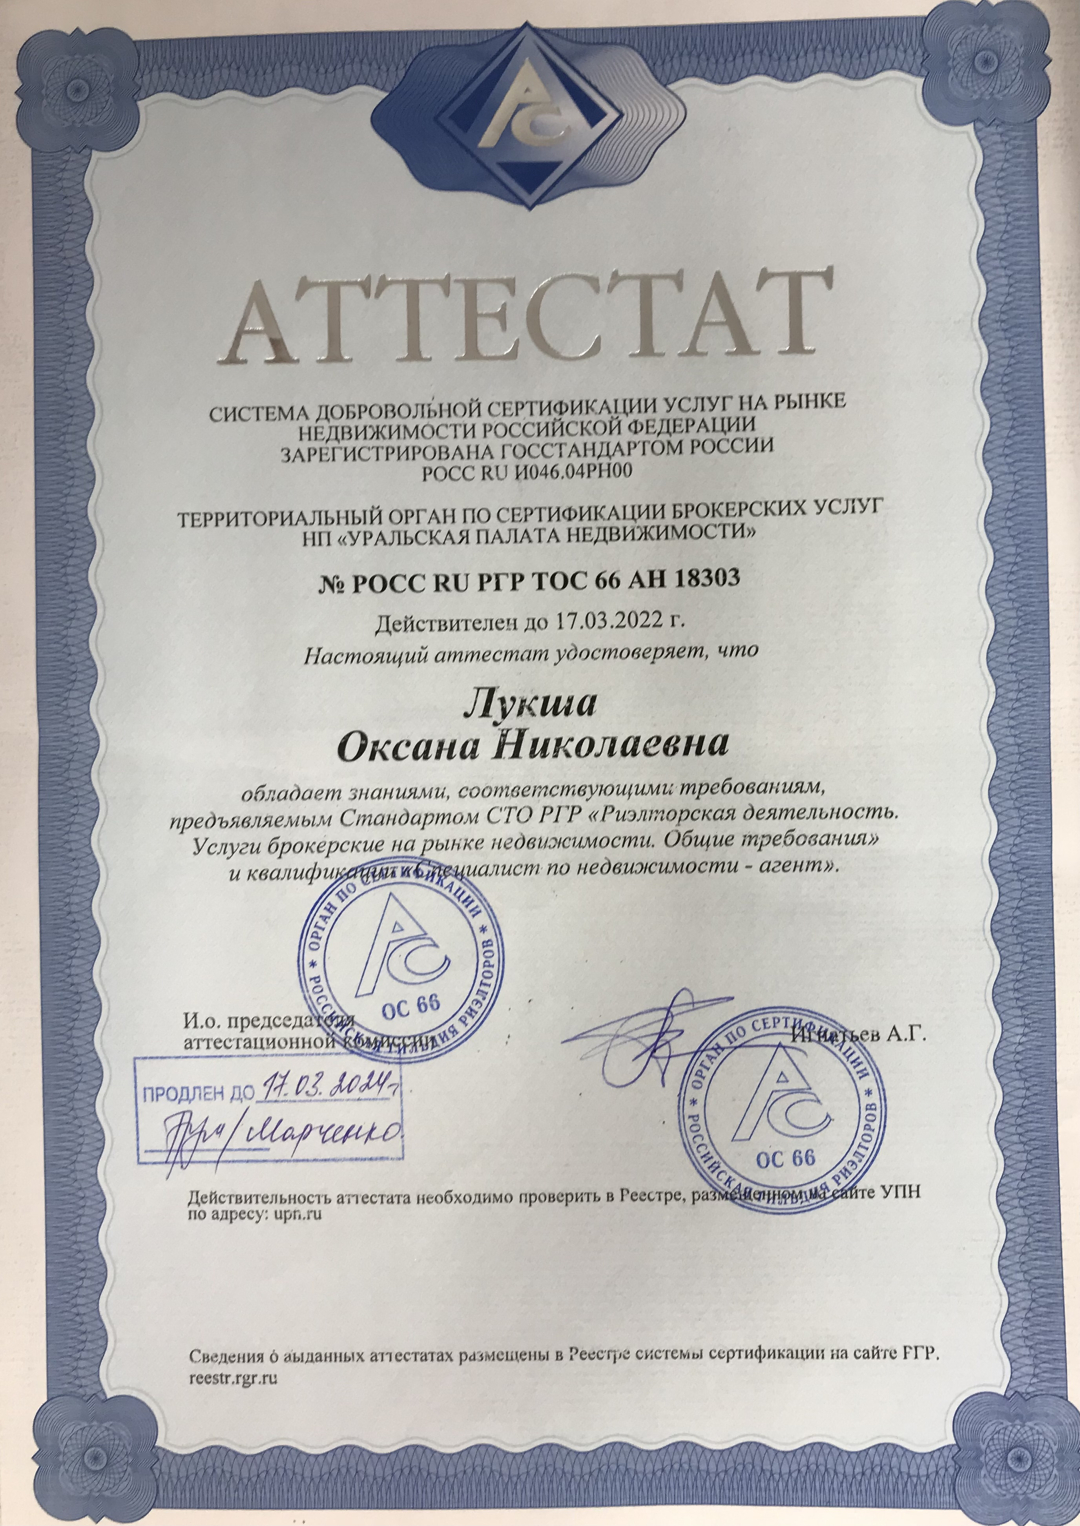 АС
АТТЕСТАТ
СИСТЕМА ДОБРОВОЛЬНОЙ СЕРТИФИКАЦИИ УСЛУГ НА РЫНКЕ
НЕДВИЖИМОСТИ РОССИЙСКОЙ ФЕДЕРАЦИИ
ЗАРЕГИСТРИРОВАНА ГОССТАНДАРТОМ РОССИИ
РОСС RU И046.04РН00
ТЕРРИТОРИАЛЬНЫЙ ОРГАН ПО СЕРТИФИКАЦИИ БРОКЕРСКИХ УСЛУГ
НП «УРАЛЬСКАЯ ПАЛАТА НЕДВИЖИМОСТИ»
№ РОСС RU РГР ТОС 66 АН 18303
Действителен до 17.03.2022 г.
Настоящий аттестат удостоверяет, что
Лукша
Оксана Николаевна
обладает знаниями, соответствующими требованиям,
предъявляемым Стандартом СТО РГР «Риэлторская деятельность.
Услуги брокерские на рынке недвижимости. Общие требования»
и квалификации «Специалист по недвижимости - агент».
* ОРГАН ПО СЕРТИФИКАЦИИ * РОССИЙСКАЯ ГИЛЬДИЯ РИЭЛТОРОВ
АС
ОС 66
И.о. председателя
аттестационной комиссии
Игнатьев А.Г.
* ОРГАН ПО СЕРТИФИКАЦИИ * РОССИЙСКАЯ ГИЛЬДИЯ РИЭЛТОРОВ
АС
ОС 66
ПРОДЛЕН ДО 17.03.2024 г
/Марченко
Действительность аттестата необходимо проверить в Реестре, размещенном на сайте УПН
по адресу: upn.ru
Сведения о выданных аттестатах размещены в Реестре системы сертификации на сайте РГР.
reestr.rgr.ru